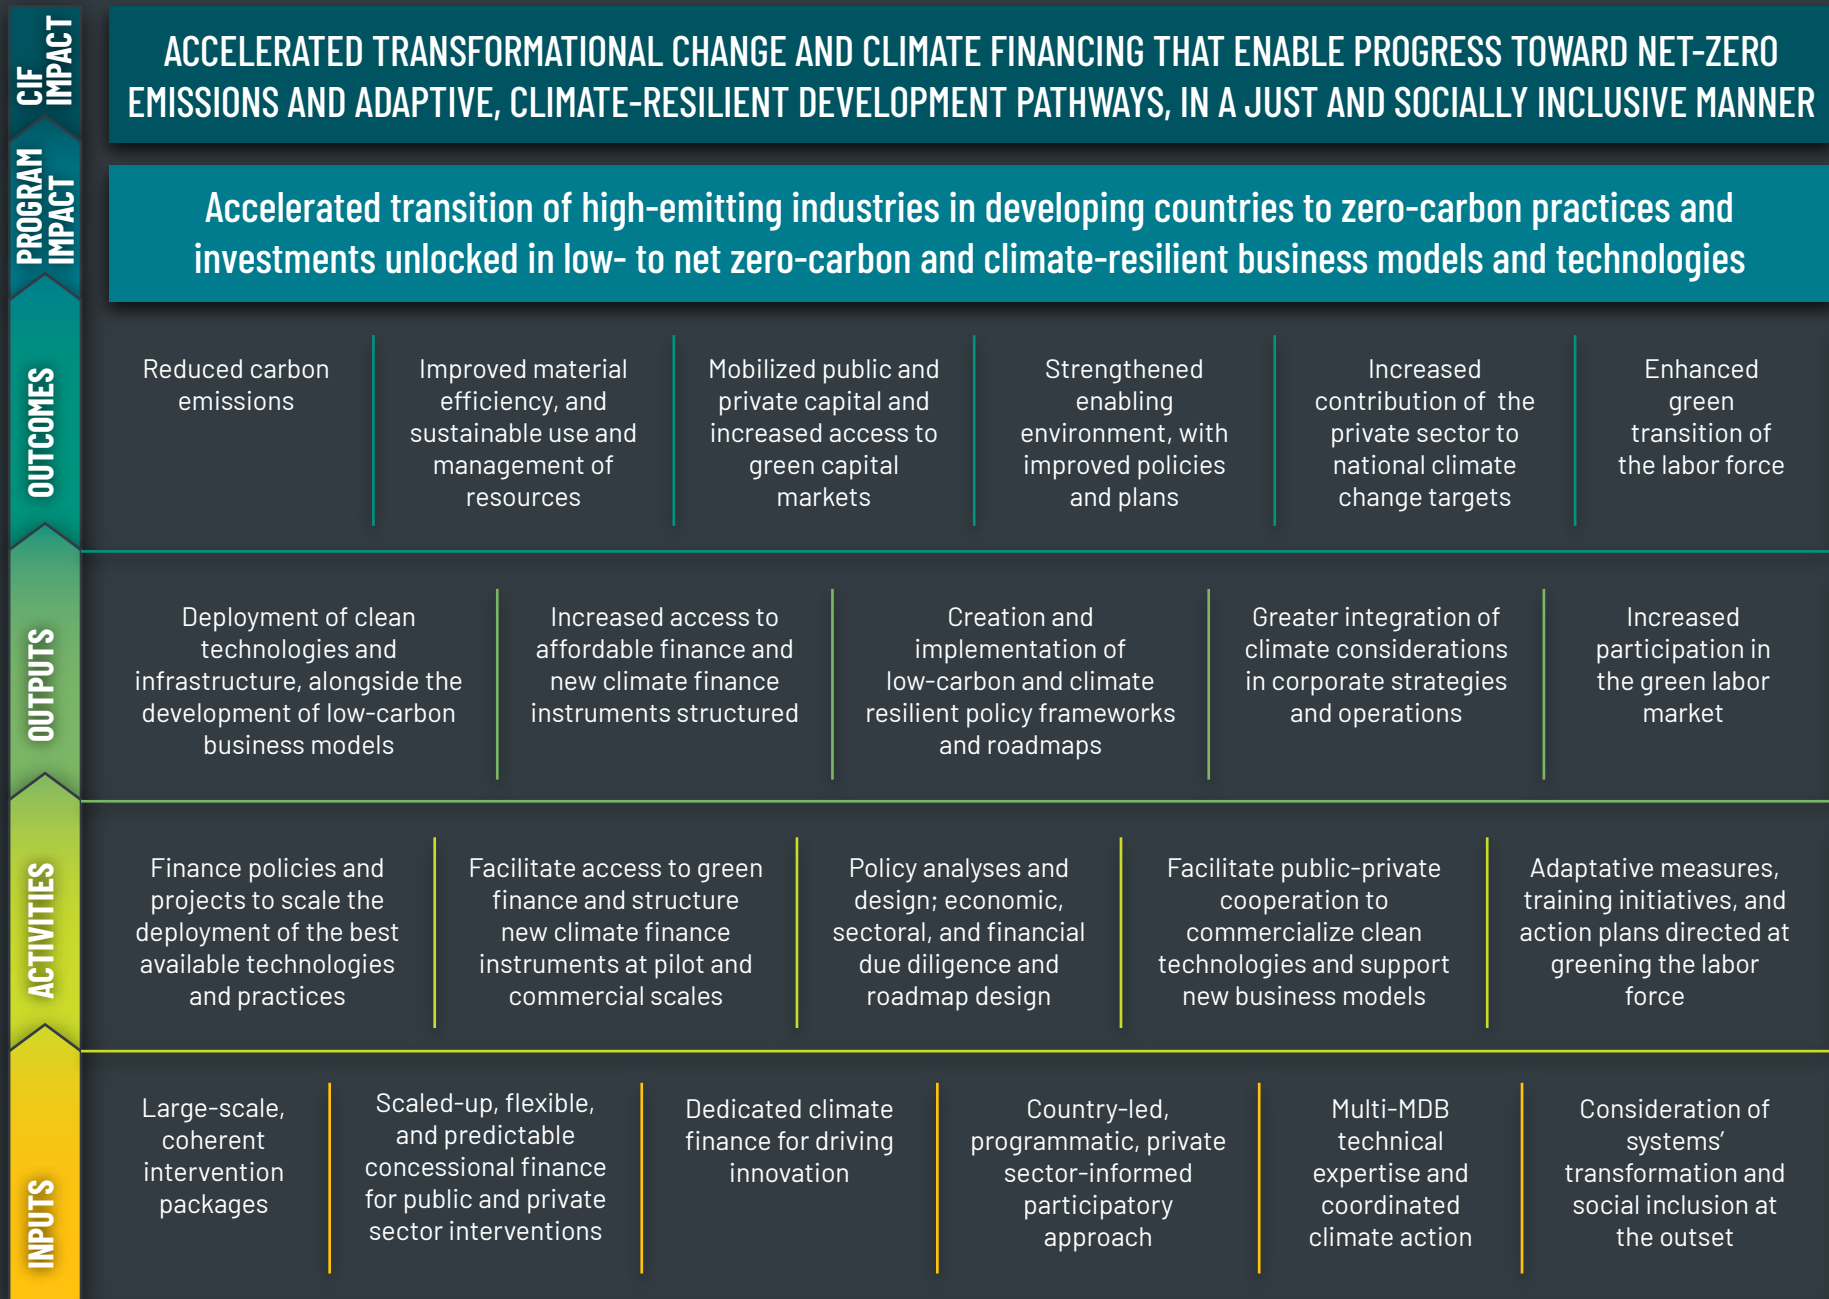 CIF
IMPACT
ACCELERATED TRANSFORMATIONAL CHANGE AND CLIMATE FINANCING THAT ENABLE PROGRESS TOWARD NET-ZERO
EMISSIONS AND ADAPTIVE, CLIMATE-RESILIENT DEVELOPMENT PATHWAYS, IN A JUST AND SOCIALLY INCLUSIVE MANNER
PROGRAM
IMPACT
Accelerated transition of high-emitting industries in developing countries to zero-carbon practices and
investments unlocked in low- to net zero-carbon and climate-resilient business models and technologies
OUTCOMES
Reduced carbon
emissions
Improved material
efficiency, and
sustainable use and
management of
resources
Mobilized public and
private capital and
increased access to
green capital
markets
Strengthened
enabling
environment, with
improved policies
and plans
Increased
contribution of the
private sector to
national climate
change targets
Enhanced
green
transition of
the labor force
OUTPUTS
Deployment of clean
technologies and
infrastructure, alongside the
development of low-carbon
business models
Increased access to
affordable finance and
new climate finance
instruments structured
Creation and
implementation of
low-carbon and climate
resilient policy frameworks
and roadmaps
Greater integration of
climate considerations
in corporate strategies
and operations
Increased
participation in
the green labor
market
ACTIVITIES
Finance policies and
projects to scale the
deployment of the best
available technologies
and practices
Facilitate access to green
finance and structure
new climate finance
instruments at pilot and
commercial scales
Policy analyses and
design; economic,
sectoral, and financial
due diligence and
roadmap design
Facilitate public-private
cooperation to
commercialize clean
technologies and support
new business models
Adaptative measures,
training initiatives, and
action plans directed at
greening the labor
force
INPUTS
Large-scale,
coherent
intervention
packages
Scaled-up, flexible,
and predictable
concessional finance
for public and private
sector interventions
Dedicated climate
finance for driving
innovation
Country-led,
programmatic, private
sector-informed
participatory
approach
Multi-MDB
technical
expertise and
coordinated
climate action
Consideration of
systems’
transformation and
social inclusion at
the outset